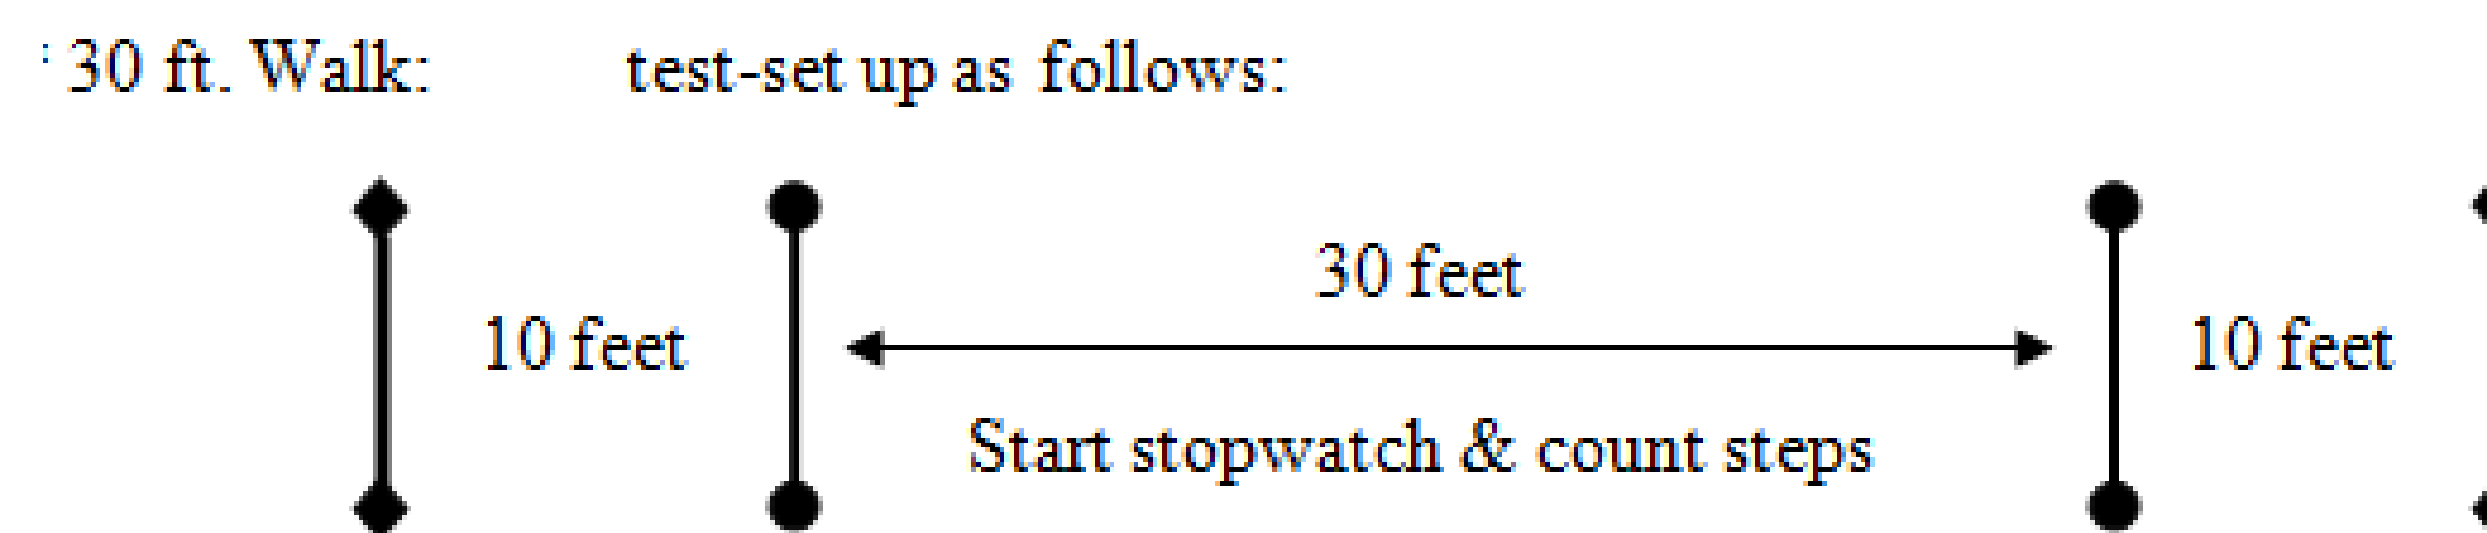 : 30 ft. Walk: test-set up as follows:
30 feet
10 feet 10 feet
Start stopwatch & count steps